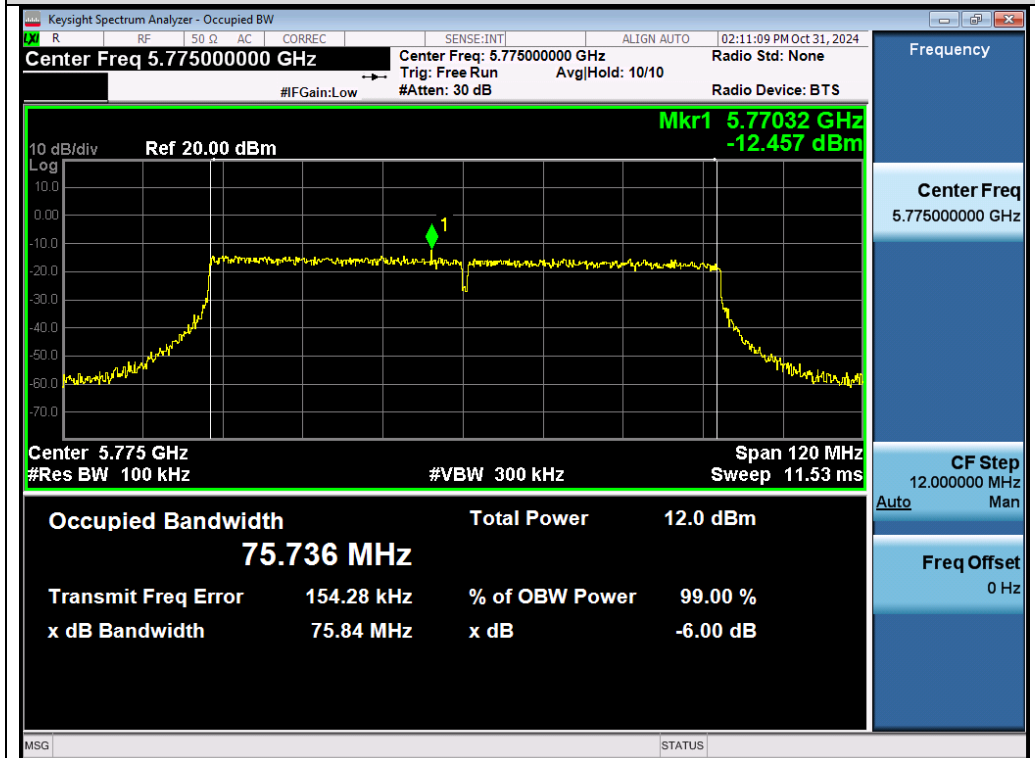 Keysight Spectrum Analyzer - Occupied BW
LXI R RF 50 Ω AC CORREC SENSE:INT ALIGN AUTO 02:11:09 PM Oct 31, 2024
Center Freq 5.775000000 GHz
#IFGain:Low
Center Freq: 5.775000000 GHz
Trig: Free Run Avg|Hold: 10/10
#Atten: 30 dB
Radio Std: None
Radio Device: BTS
Mkr1 5.77032 GHz
-12.457 dBm
10 dB/div Ref 20.00 dBm
Log
10.0
0.00
-10.0
-20.0
-30.0
-40.0
-50.0
-60.0
-70.0
1
Center 5.775 GHz Span 120 MHz
#Res BW 100 kHz #VBW 300 kHz Sweep 11.53 ms
Occupied Bandwidth Total Power 12.0 dBm
75.736 MHz
Transmit Freq Error 154.28 kHz % of OBW Power 99.00 %
x dB Bandwidth 75.84 MHz x dB -6.00 dB
Frequency
Center Freq
5.775000000 GHz
CF Step
12.000000 MHz
Auto Man
Freq Offset
0 Hz
MSG STATUS